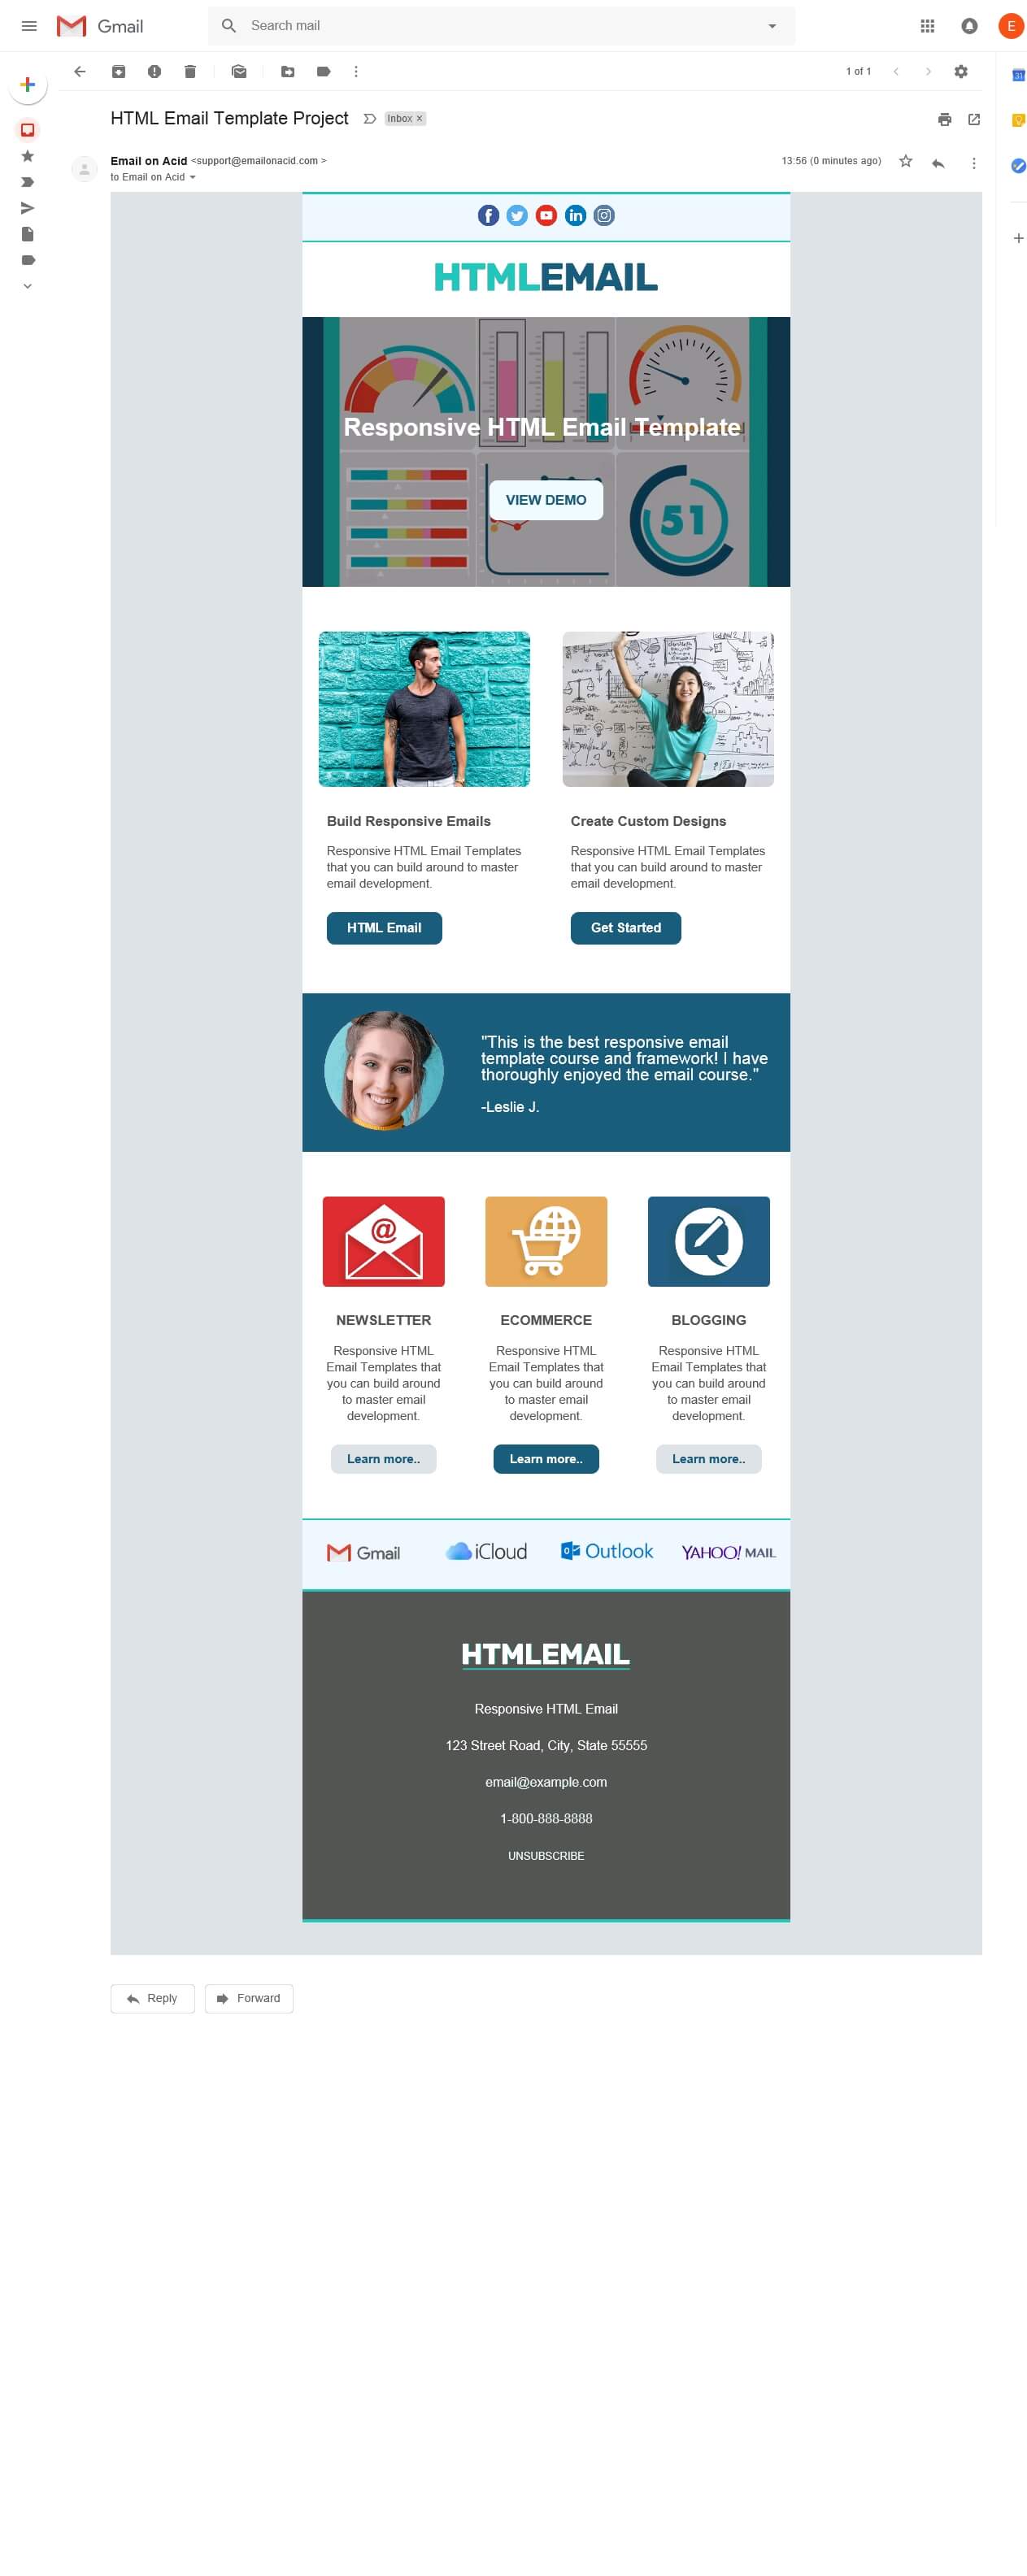 Gmail
Search mail
E
1 of 1
31
HTML Email Template Project
Inbox ×
Email on Acid <support@emailonacid.com >
13:56 (0 minutes ago)
to Email on Acid
f
in
HTMLEMAIL
Responsive HTML Email Template
VIEW DEMO
51
Build Responsive Emails
Responsive HTML Email Templates
that you can build around to master
email development.
HTML Email
Create Custom Designs
Responsive HTML Email Templates
that you can build around to master
email development.
Get Started
"This is the best responsive email
template course and framework! I have
thoroughly enjoyed the email course."
-Leslie J.
@
NEWSLETTER
Responsive HTML
Email Templates that
you can build around
to master email
development.
Learn more..
ECOMMERCE
Responsive HTML
Email Templates that
you can build around
to master email
development.
Learn more..
BLOGGING
Responsive HTML
Email Templates that
you can build around
to master email
development.
Learn more..
Gmail
iCloud
Outlook
YAHOO! MAIL
HTMLEMAIL
Responsive HTML Email
123 Street Road, City, State 55555
email@example.com
1-800-888-8888
UNSUBSCRIBE
Reply
Forward